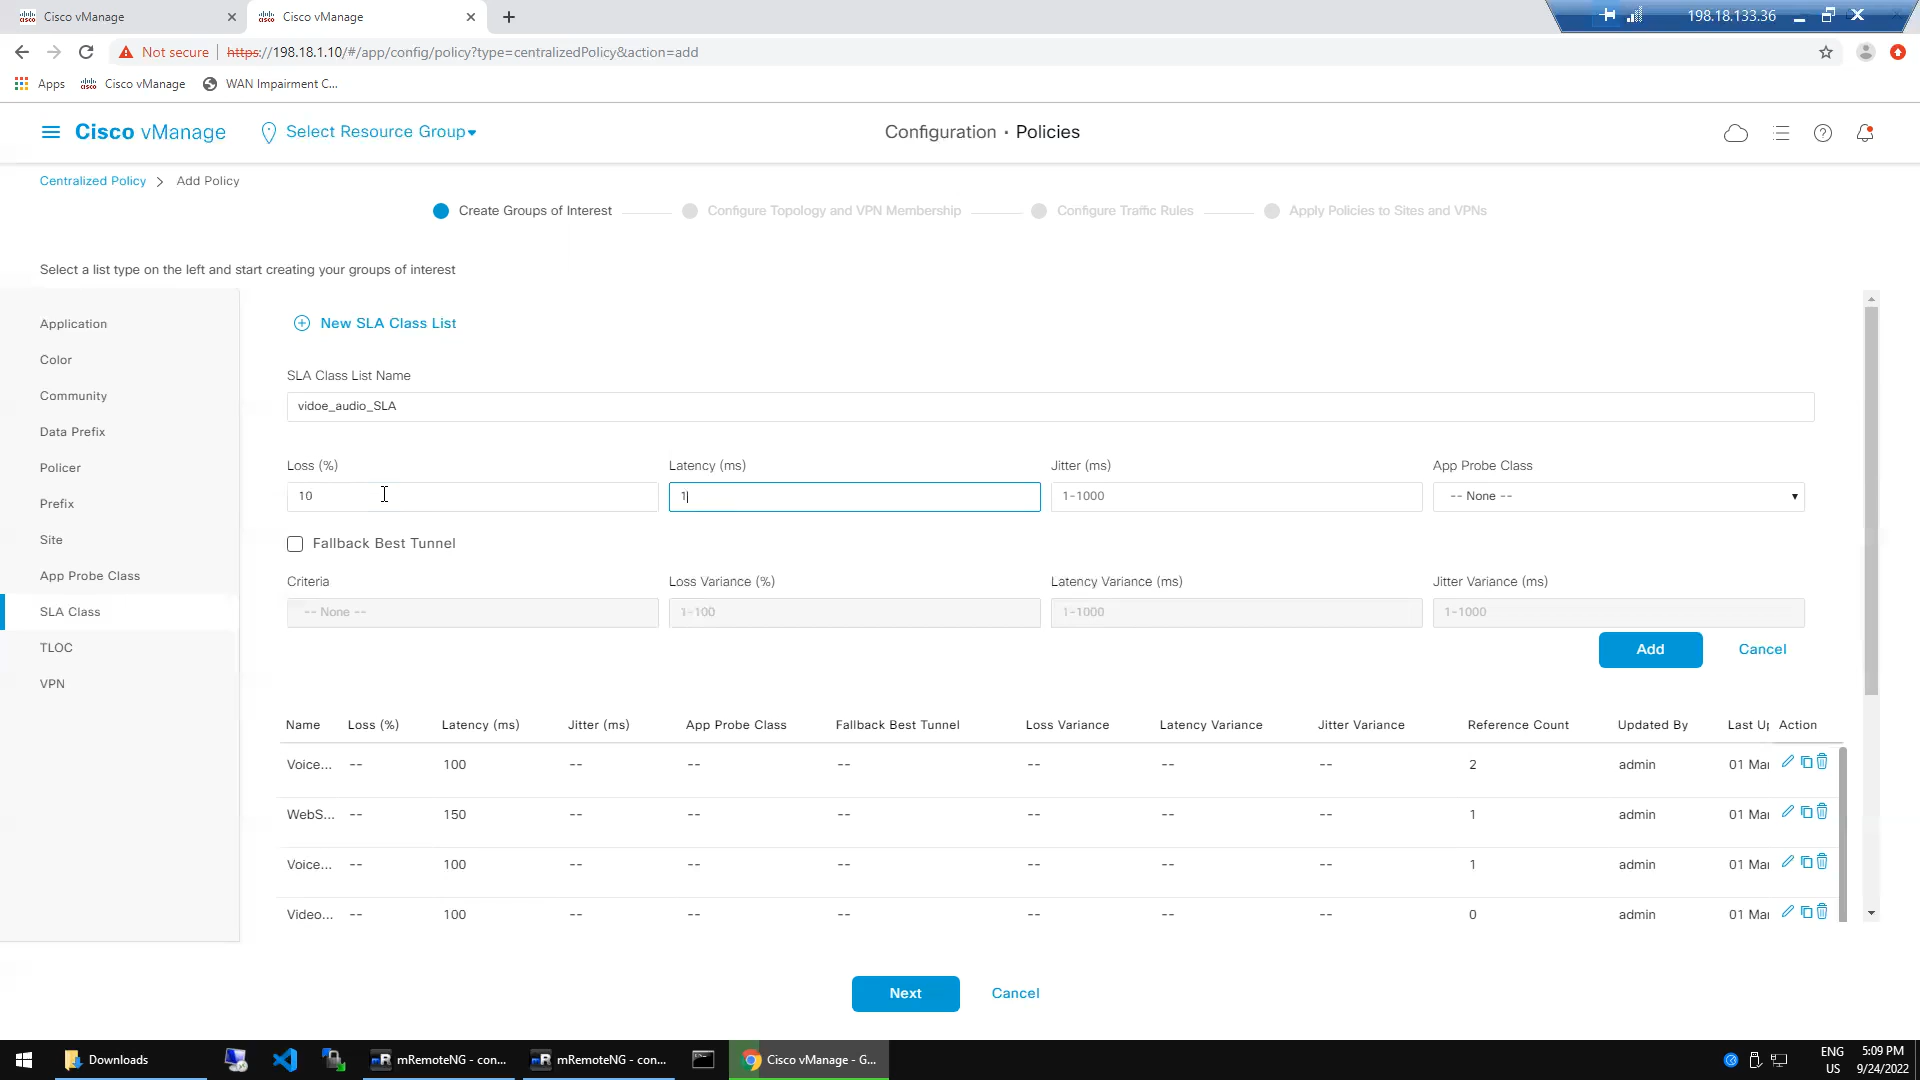 Cisco vManage
Cisco vManage
198.18.133.36
Not secure
https://198.18.1.10/#/app/config/policy?type=centralizedPolicy&action=add
Apps
Cisco vManage
WAN Impairment C...
Cisco vManage
Select Resource Group
Configuration · Policies
Centralized Policy > Add Policy
Create Groups of Interest
Configure Topology and VPN Membership
Configure Traffic Rules
Apply Policies to Sites and VPNs
Select a list type on the left and start creating your groups of interest
Application
Color
Community
Data Prefix
Policer
Prefix
Site
App Probe Class
SLA Class
TLOC
VPN
New SLA Class List
SLA Class List Name
vidoe_audio_SLA
Loss (%) Latency (ms) Jitter (ms) App Probe Class
10 1 1-1000 -- None --
Fallback Best Tunnel
Criteria Loss Variance (%) Latency Variance (ms) Jitter Variance (ms)
-- None -- 1-100 1-1000 1-1000
Add Cancel
Name Loss (%) Latency (ms) Jitter (ms) App Probe Class Fallback Best Tunnel Loss Variance Latency Variance Jitter Variance Reference Count Updated By Last Up Action
Voice... -- 100 -- -- -- -- -- -- 2 admin 01 Mar
WebS... -- 150 -- -- -- -- -- -- 1 admin 01 Mar
Voice... -- 100 -- -- -- -- -- -- 1 admin 01 Mar
Video... -- 100 -- -- -- -- -- -- 0 admin 01 Mar
Next Cancel
Downloads
mRemoteNG - con...
mRemoteNG - con...
Cisco vManage - G...
ENG
US
5:09 PM
9/24/2022